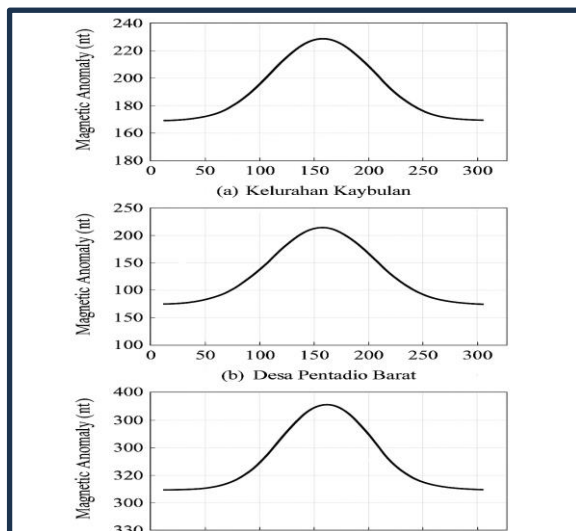 Magnetic Anomaly (nt)
240
220
200
180
160
180
0 50 100 150 200 250 300
(a) Kelurahan Kaybulan
Magnetic Anomaly (nt)
250
200
150
100
150
100
0 50 100 150 200 250 300
(b) Desa Pentadio Barat
Magnetic Anomaly (nt)
400
300
300
320
300
330